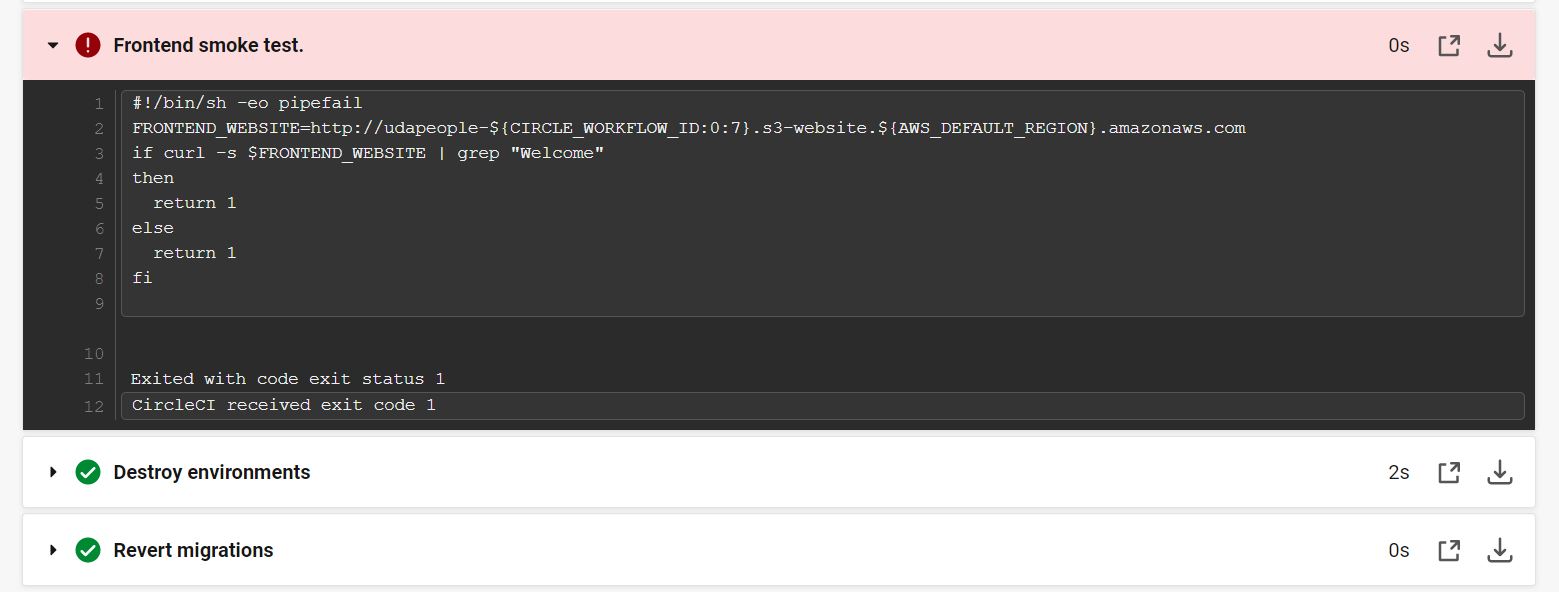 Frontend smoke test. 0s
1 #!/bin/sh -eo pipefail
2 FRONTEND_WEBSITE=http://udapeople-${CIRCLE_WORKFLOW_ID:0:7}.s3-website.${AWS_DEFAULT_REGION}.amazonaws.com
3 if curl -s $FRONTEND_WEBSITE | grep "Welcome"
4 then
5   return 1
6 else
7   return 1
8 fi
9
10
11 Exited with code exit status 1
12 CircleCI received exit code 1
Destroy environments 2s
Revert migrations 0s